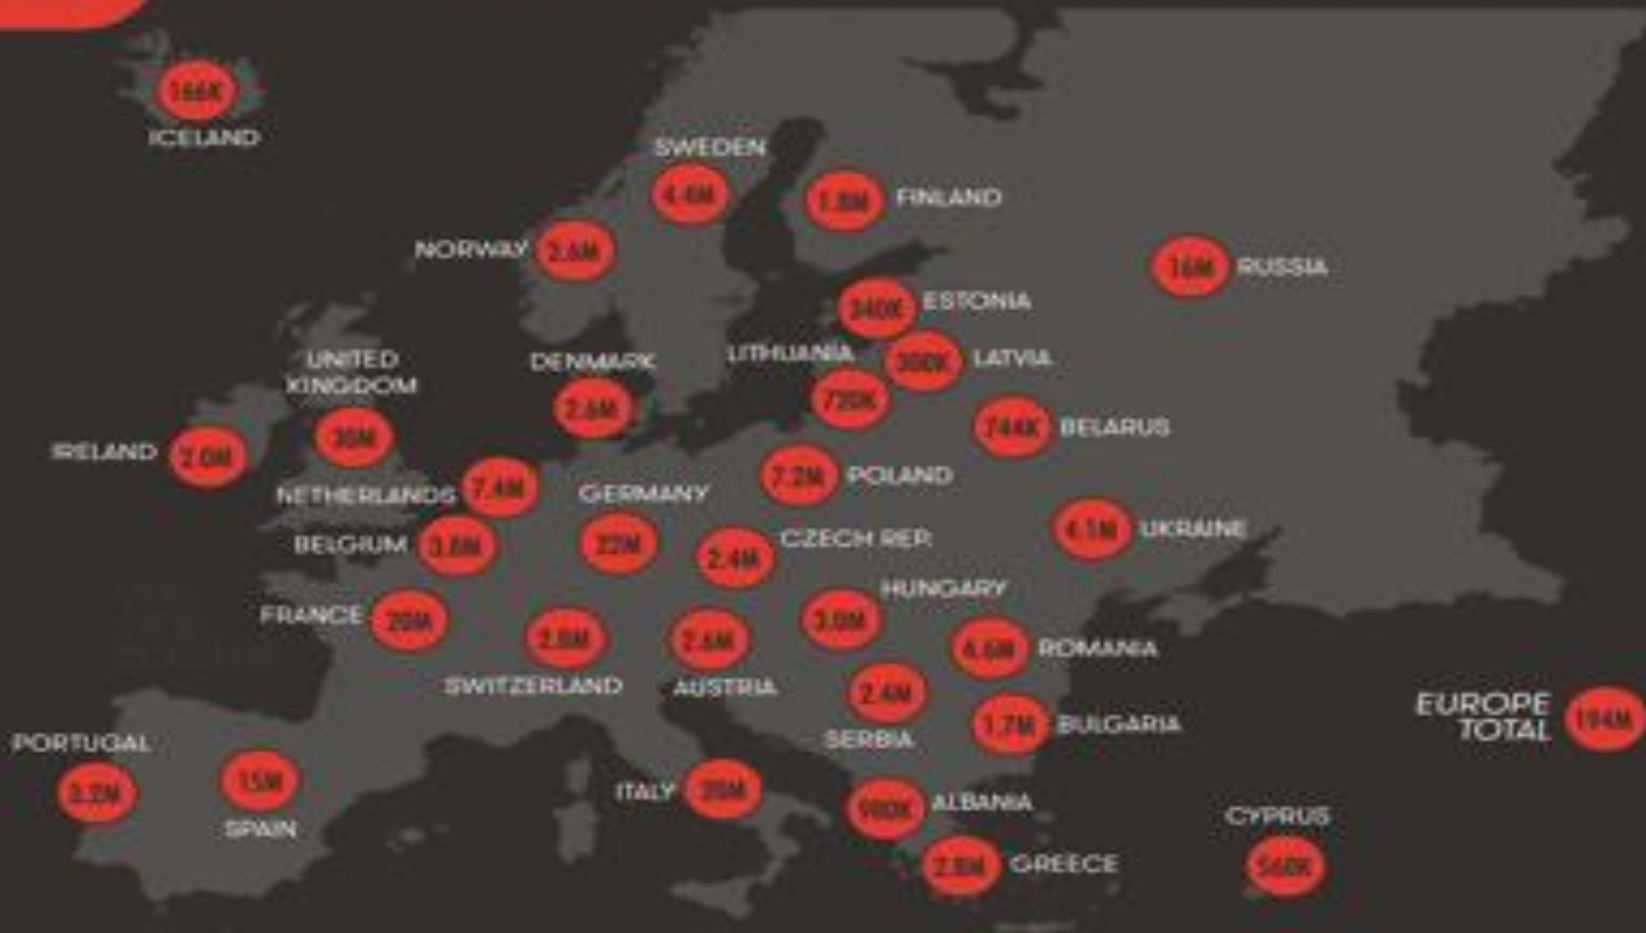 166K
ICELAND
SWEDEN
4.4M
1.8M FINLAND
NORWAY 2.6M
16M RUSSIA
340K ESTONIA
LITHUANIA
300K LATVIA
720K
UNITED
KINGDOM
30M
DENMARK
2.6M
744K BELARUS
IRELAND 2.0M
NETHERLANDS 7.4M
GERMANY
22M
7.2M POLAND
BELGIUM 3.8M
2.4M CZECH REP.
4.1M UKRAINE
FRANCE 20M
HUNGARY
3.0M
SWITZERLAND
2.6M
AUSTRIA
ROMANIA
2.4M
SERBIA
1.7M BULGARIA
EUROPE
TOTAL
194M
PORTUGAL
3.2M
15M
SPAIN
ITALY 20M
ALBANIA
CYPRUS
560K
2.8M GREECE